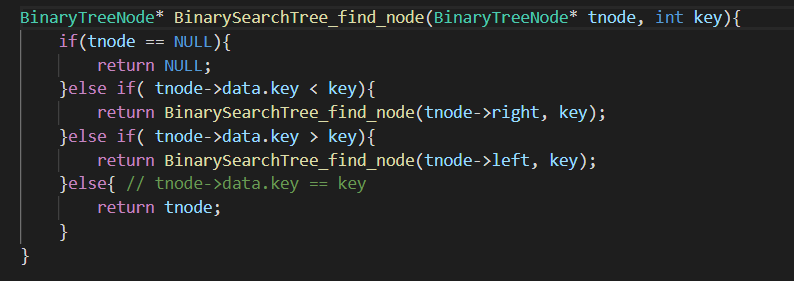 BinaryTreeNode* BinarySearchTree_find_node(BinaryTreeNode* tnode, int key){
    if(tnode == NULL){
        return NULL;
    }else if( tnode->data.key < key){
        return BinarySearchTree_find_node(tnode->right, key);
    }else if( tnode->data.key > key){
        return BinarySearchTree_find_node(tnode->left, key);
    }else{ // tnode->data.key == key
        return tnode;
    }
}